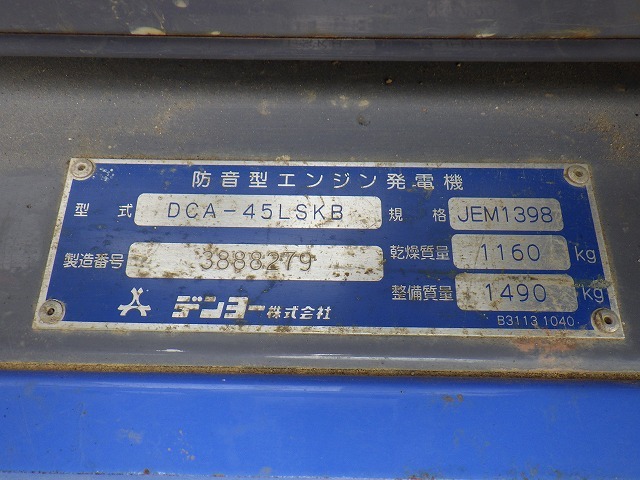 防音型エンジン発電機
型式 DCA-45LSKB 規格 JEM1398
製造番号 3888279 乾燥質量 1160 kg
整備質量 1490 kg
デンヨー株式会社
B3113 1040